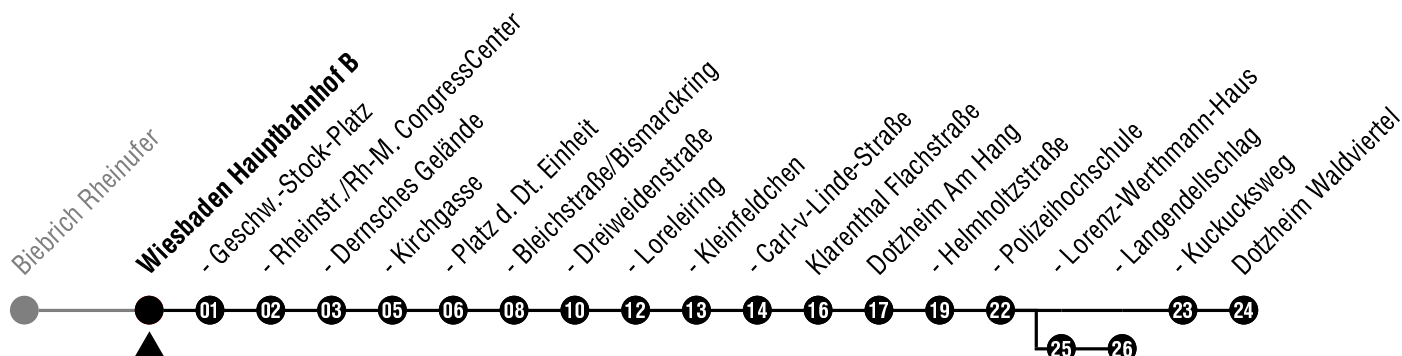 Biebrich Rheinufer
Wiesbaden Hauptbahnhof B
- Geschw.-Stock-Platz
- Rheinstr./Rh-M. CongressCenter
- Dernsches Gelände
- Kirchgasse
- Platz d. Dt. Einheit
- Bleichstraße/Bismarckring
- Dreiweidenstraße
- Loreleiring
- Kleinfeldchen
- Carl-v-Linde-Straße
Klarenthal Flachstraße
Dotzheim Am Hang
- Helmholtzstraße
- Polizeihochschule
- Lorenz-Werthmann-Haus
- Langendellschlag
- Kuckucksweg
Dotzheim Waldviertel
01 02 03 05 06 08 10 12 13 14 16 17 19 22 23 24
25 26